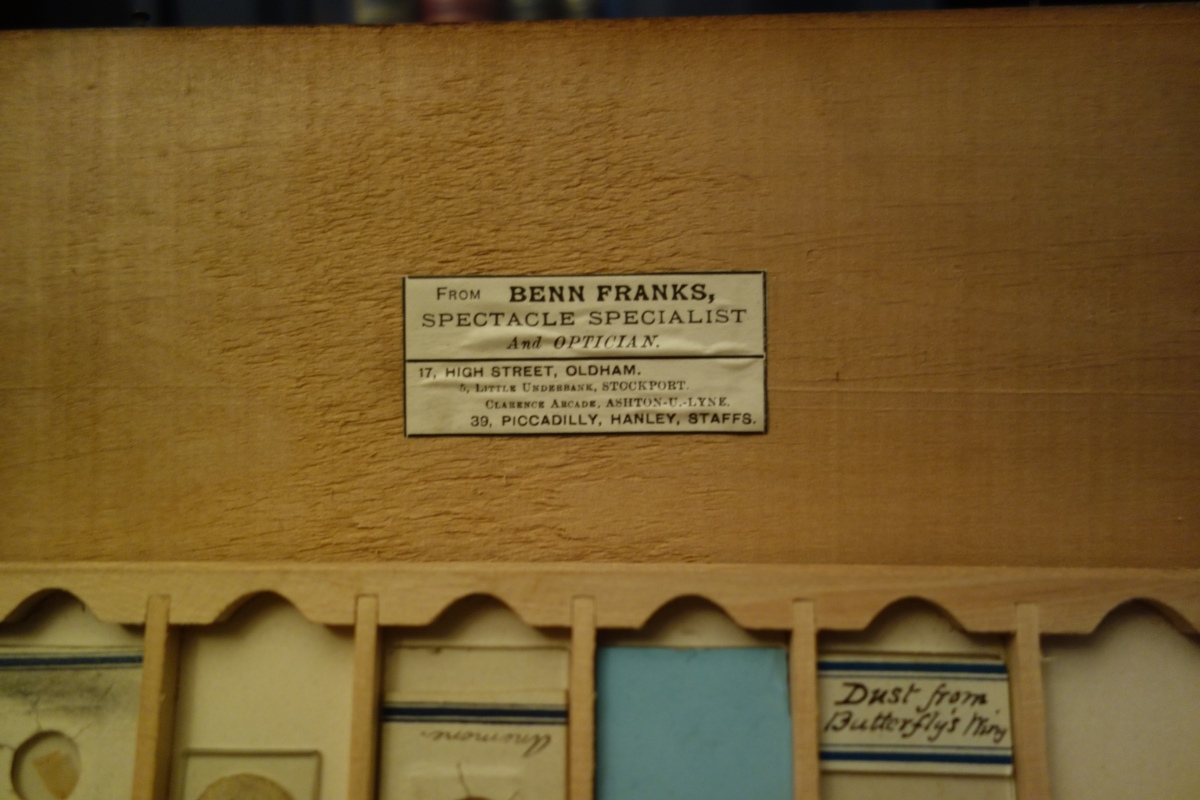 From BENN FRANKS,
SPECTACLE SPECIALIST
And OPTICIAN.
17, HIGH STREET, OLDHAM.
5, LITTLE UNDERBANK, STOCKPORT.
CLARENCE ARCADE, ASHTON-U.-LYNE.
39, PICCADILLY, HANLEY, STAFFS.
Dust from
Butterfly's Wing
Anemone